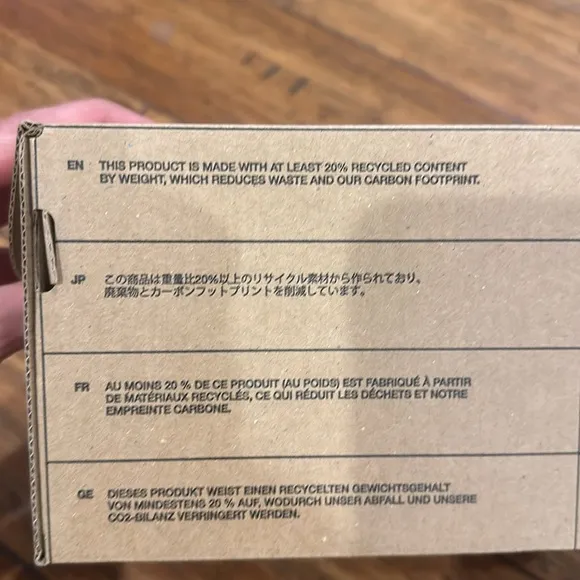 EN THIS PRODUCT IS MADE WITH AT LEAST 20% RECYCLED CONTENT
BY WEIGHT, WHICH REDUCES WASTE AND OUR CARBON FOOTPRINT.
JP この商品は重量比20%以上のリサイクル素材から作られており、
廃棄物とカーボンフットプリントを削減しています。
FR AU MOINS 20 % DE CE PRODUIT (AU POIDS) EST FABRIQUÉ À PARTIR
DE MATÉRIAUX RECYCLÉS, CE QUI RÉDUIT LES DÉCHETS ET NOTRE
EMPREINTE CARBONE.
GE DIESES PRODUKT WEIST EINEN RECYCELTEN GEWICHTSGEHALT
VON MINDESTENS 20 % AUF, WODURCH UNSER ABFALL UND UNSERE
CO2-BILANZ VERRINGERT WERDEN.